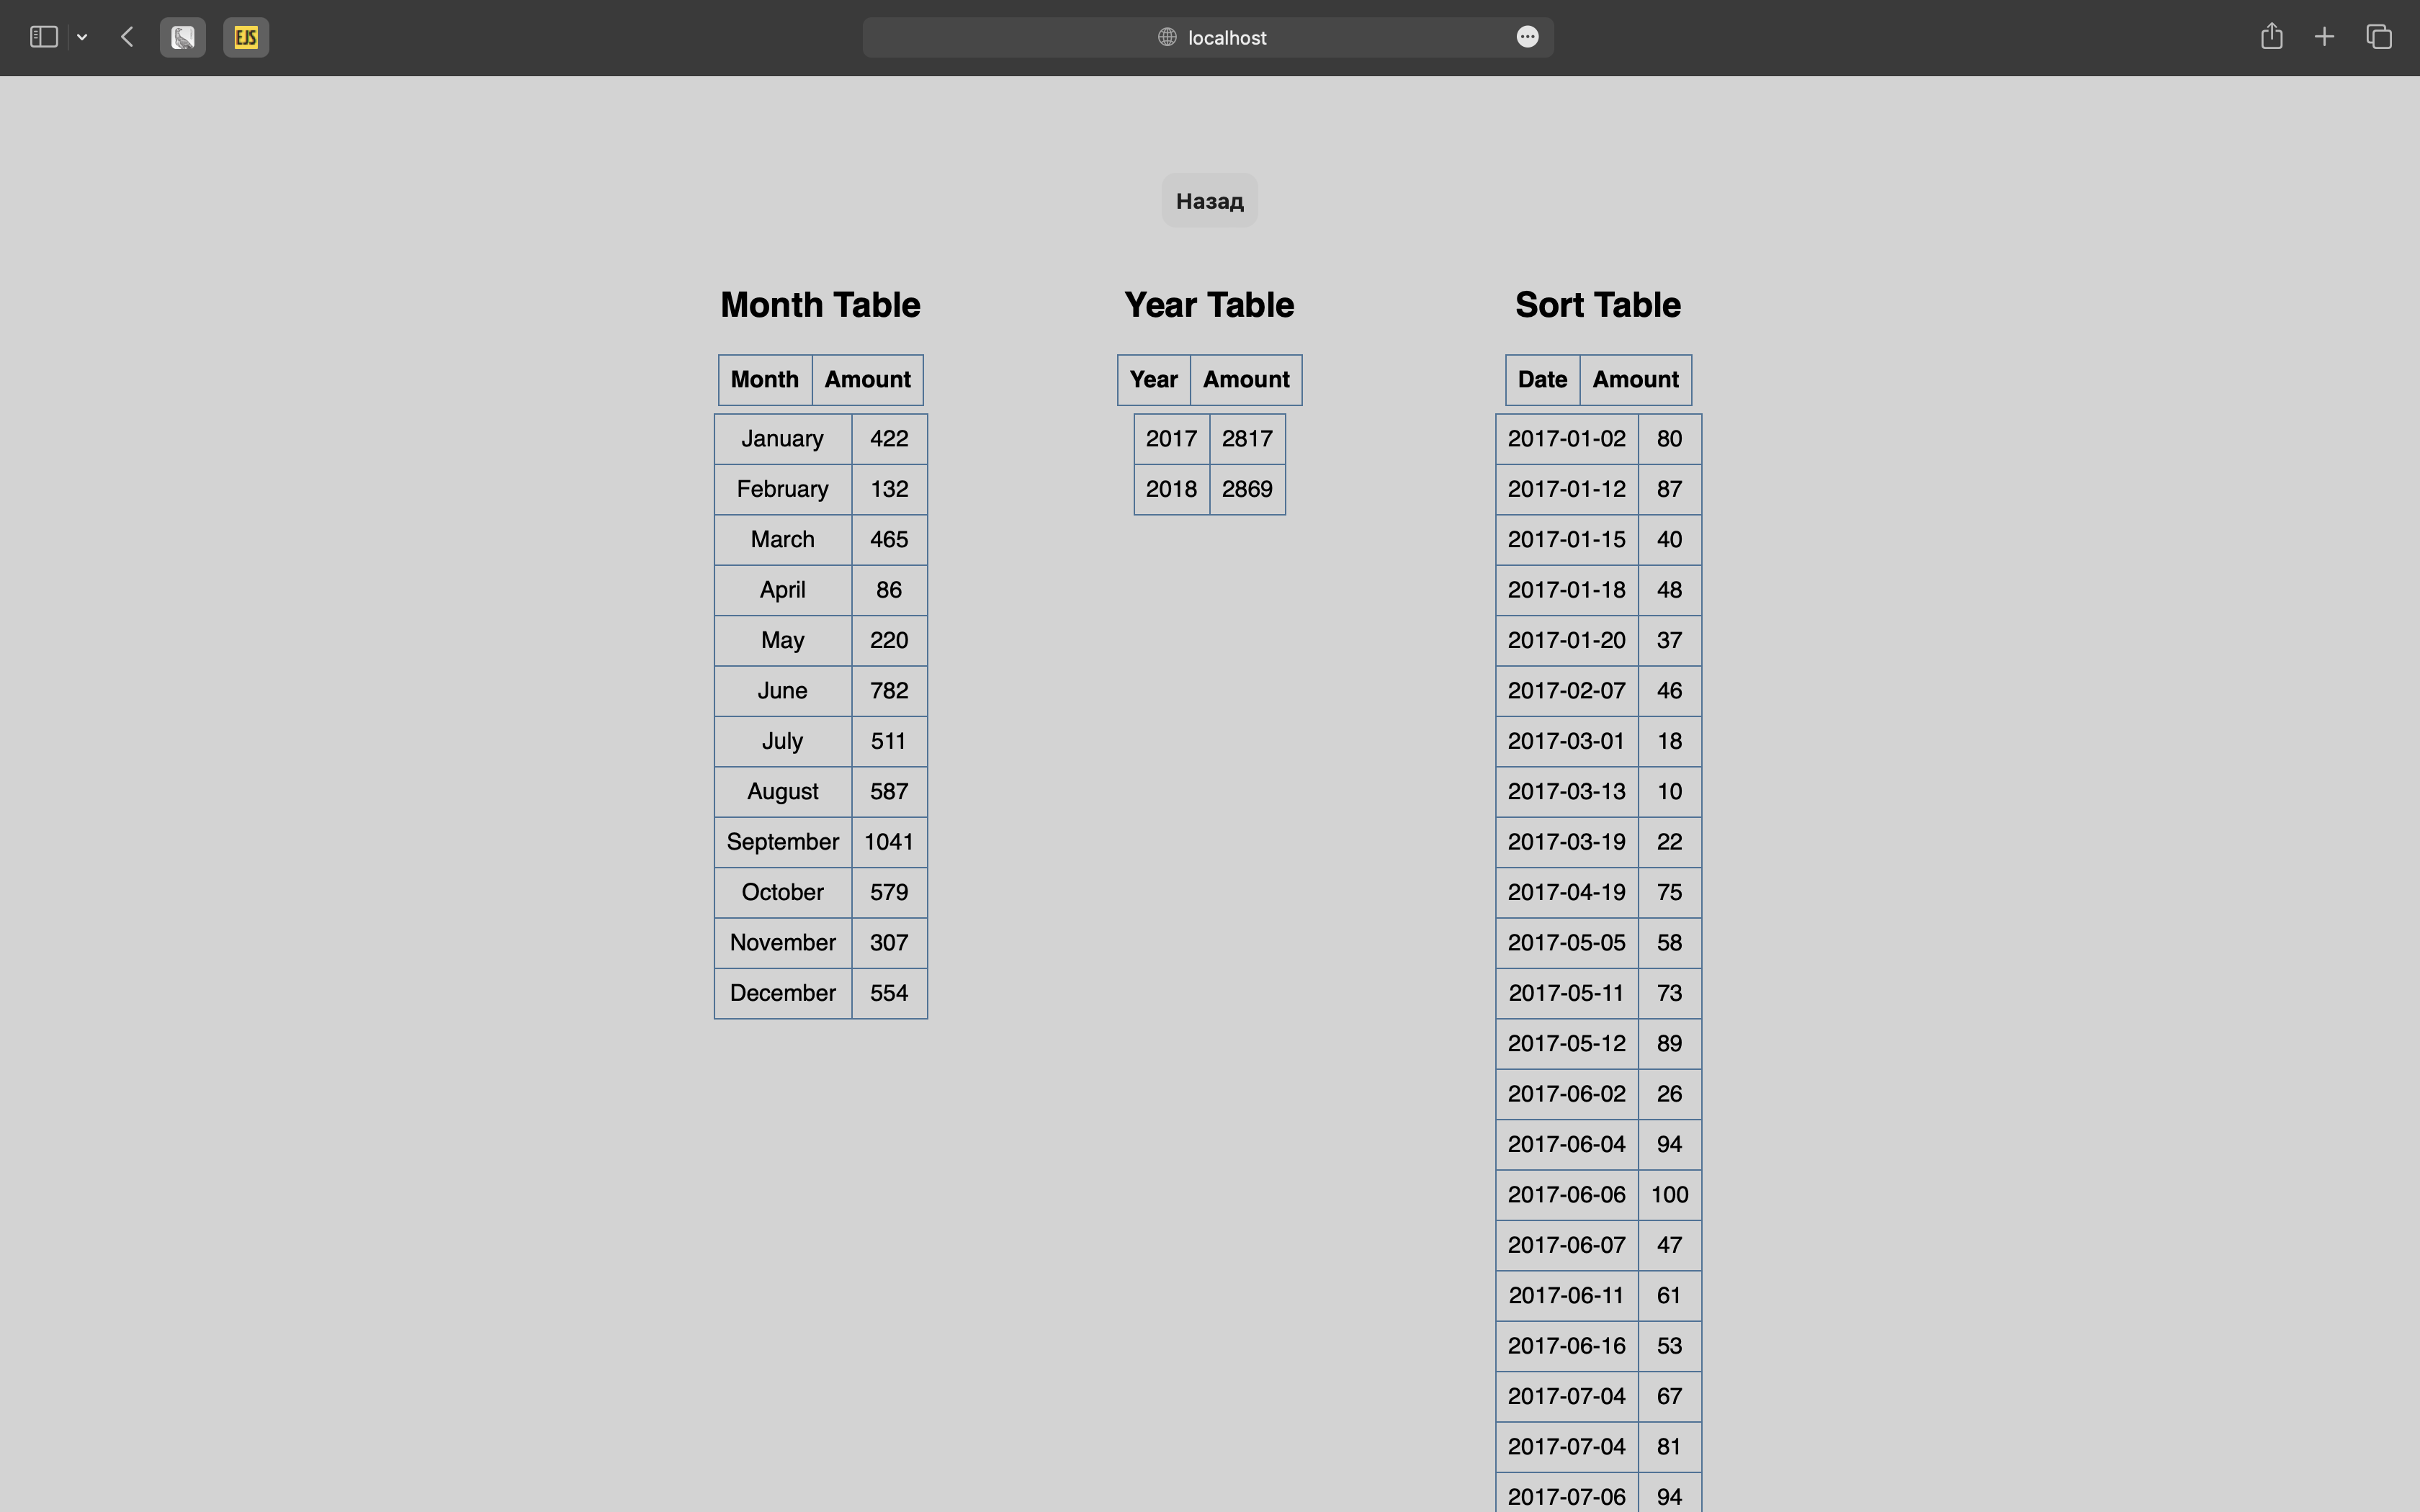 EJS
localhost
Назад
Month Table
Month Amount
January 422
February 132
March 465
April 86
May 220
June 782
July 511
August 587
September 1041
October 579
November 307
December 554
Year Table
Year Amount
2017 2817
2018 2869
Sort Table
Date Amount
2017-01-02 80
2017-01-12 87
2017-01-15 40
2017-01-18 48
2017-01-20 37
2017-02-07 46
2017-03-01 18
2017-03-13 10
2017-03-19 22
2017-04-19 75
2017-05-05 58
2017-05-11 73
2017-05-12 89
2017-06-02 26
2017-06-04 94
2017-06-06 100
2017-06-07 47
2017-06-11 61
2017-06-16 53
2017-07-04 67
2017-07-04 81
2017-07-06 94